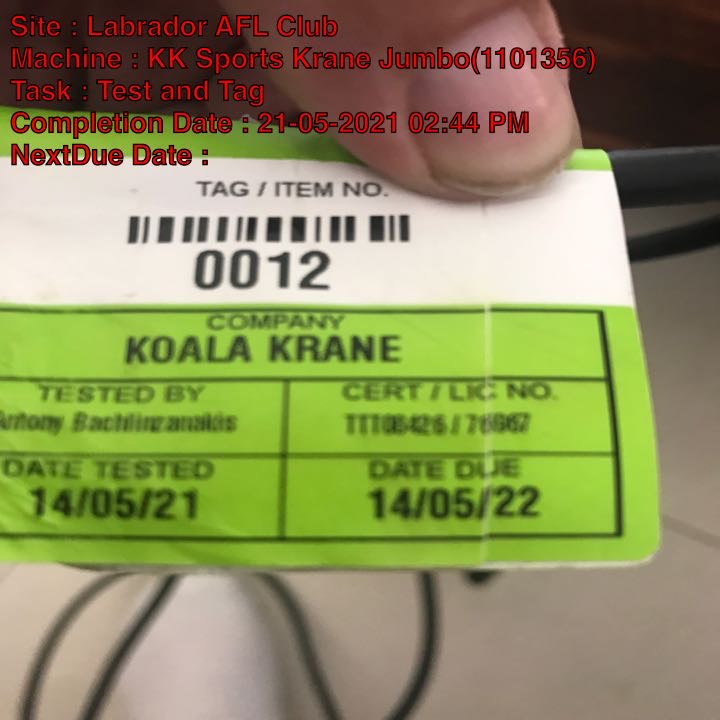 Site : Labrador AFL Club
Machine : KK Sports Krane Jumbo(1101356)
Task : Test and Tag
Completion Date : 21-05-2021 02:44 PM
NextDue Date :
TAG / ITEM NO.
0012
COMPANY
KOALA KRANE
TESTED BY
CERT / LIC NO.
DATE TESTED
DATE DUE
14/05/21
14/05/22